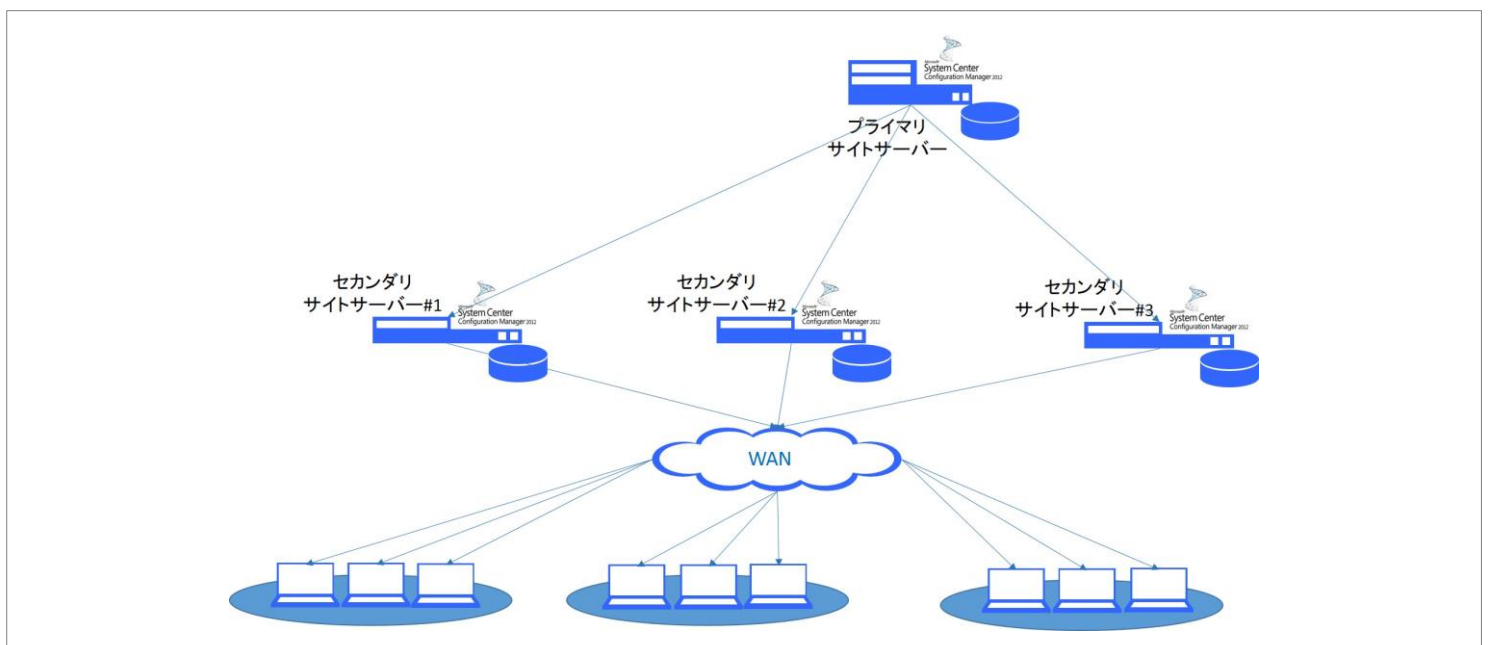 Microsoft
System Center
Configuration Manager 2012
プライマリ
サイトサーバー
セカンダリ
サイトサーバー#1
Microsoft
System Center
Configuration Manager 2012
セカンダリ
サイトサーバー#2
Microsoft
System Center
Configuration Manager 2012
セカンダリ
サイトサーバー#3
Microsoft
System Center
Configuration Manager 2012
WAN